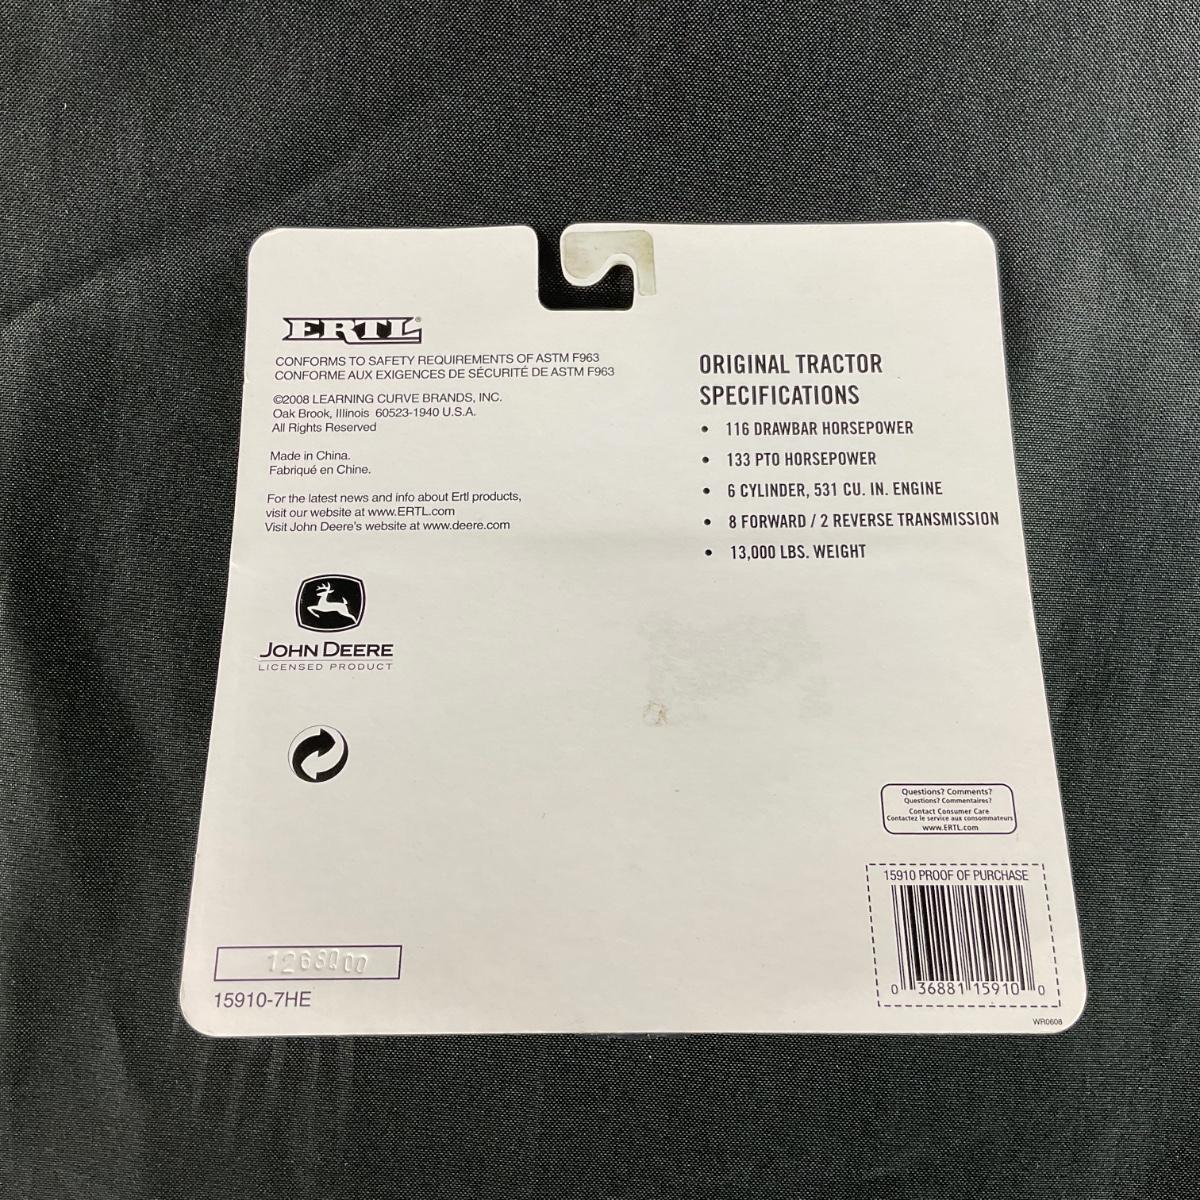 ERTL®
CONFORMS TO SAFETY REQUIREMENTS OF ASTM F963
CONFORME AUX EXIGENCES DE SÉCURITÉ DE ASTM F963
©2008 LEARNING CURVE BRANDS, INC.
Oak Brook, Illinois 60523-1940 U.S.A.
All Rights Reserved
Made in China.
Fabriqué en Chine.
For the latest news and info about Ertl products,
visit our website at www.ERTL.com
Visit John Deere's website at www.deere.com
JOHN DEERE
LICENSED PRODUCT
ORIGINAL TRACTOR
SPECIFICATIONS
• 116 DRAWBAR HORSEPOWER
• 133 PTO HORSEPOWER
• 6 CYLINDER, 531 CU. IN. ENGINE
• 8 FORWARD / 2 REVERSE TRANSMISSION
• 13,000 LBS. WEIGHT
Questions? Comments?
Questions? Commentaires?
Contact Consumer Care
Contactez le service aux consommateurs
www.ERTL.com
15910 PROOF OF PURCHASE
0 36881 15910 0
WR0608
15910-7HE